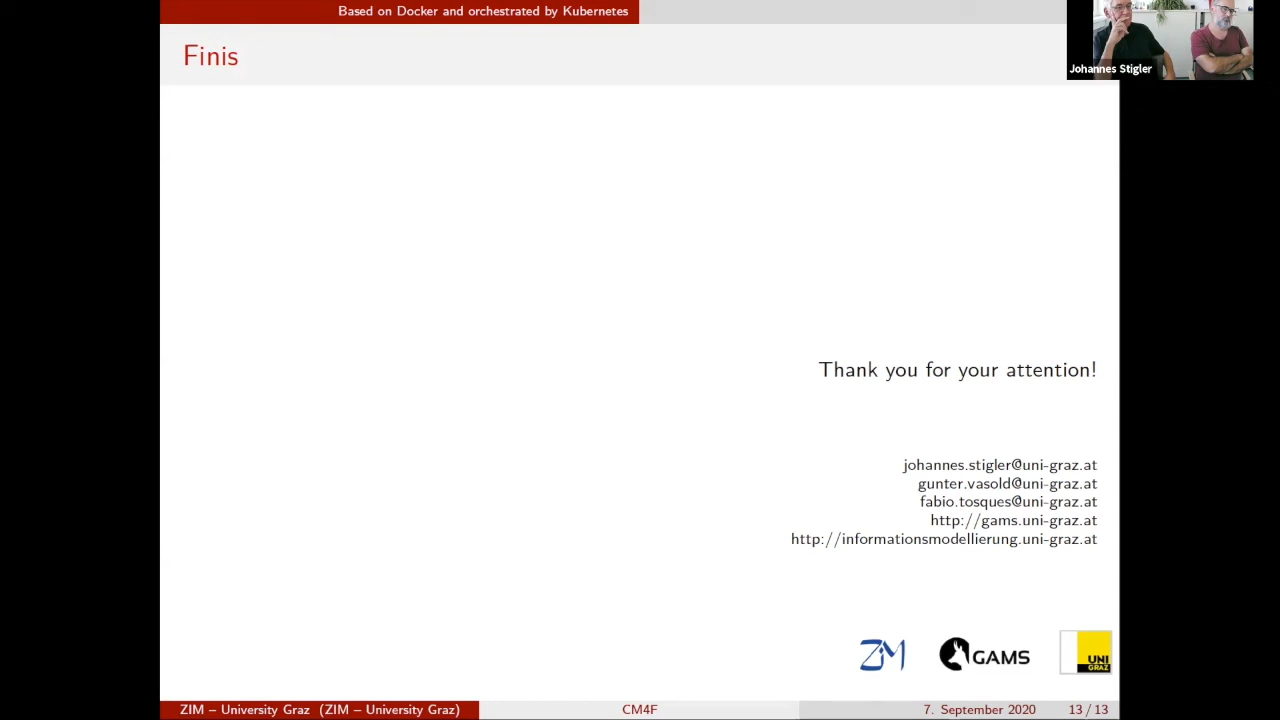 Based on Docker and orchestrated by Kubernetes
Johannes Stigler
Finis
Thank you for your attention!
johannes.stigler@uni-graz.at
gunter.vasold@uni-graz.at
fabio.tosques@uni-graz.at
http://gams.uni-graz.at
http://informationsmodellierung.uni-graz.at
ZIM
GAMS
UNI
GRAZ
ZIM – University Graz (ZIM – University Graz)
CM4F
7. September 2020
13 / 13